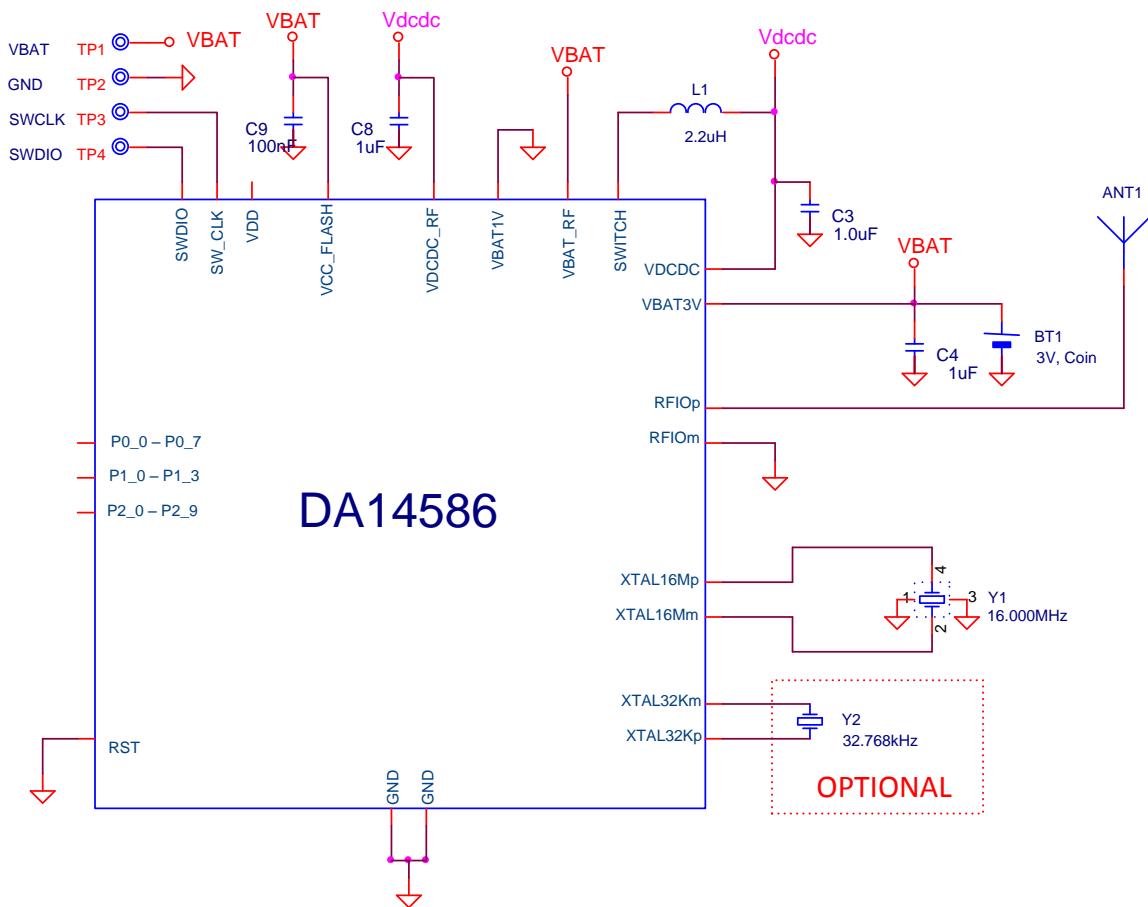 VBAT TP1 VBAT
GND TP2
SWCLK TP3
SWDIO TP4
VBAT
C9
100nF
Vdcdc
C8
1uF
VBAT
L1
2.2uH
Vdcdc
C3
1.0uF
ANT1
SWDIO
SW_CLK
VDD
VCC_FLASH
VDCDC_RF
VBAT1V
VBAT_RF
SWITCH
VDCDC
VBAT3V
VBAT
C4
1uF
BT1
3V, Coin
RFIOp
RFIOm
P0_0 – P0_7
P1_0 – P1_3
P2_0 – P2_9
DA14586
XTAL16Mp
XTAL16Mm
4
1
3
2
Y1
16.000MHz
XTAL32Km
XTAL32Kp
Y2
32.768kHz
OPTIONAL
RST
GND
GND